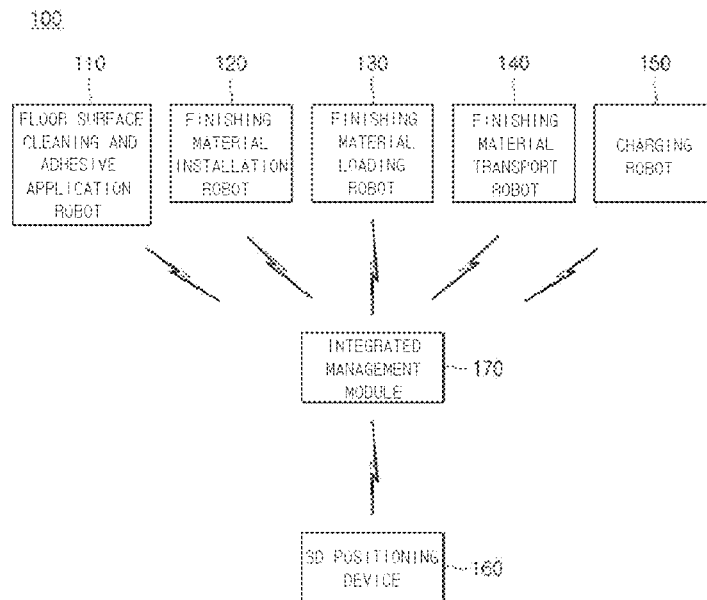 100
110 120 130 140 150
FLOOR SURFACE
CLEANING AND
ADHESIVE
APPLICATION
ROBOT
FINISHING
MATERIAL
INSTALLATION
ROBOT
FINISHING
MATERIAL
LOADING
ROBOT
FINISHING
MATERIAL
TRANSPORT
ROBOT
CHARGING
ROBOT
INTEGRATED
MANAGEMENT
MODULE
170
3D POSITIONING
DEVICE
160